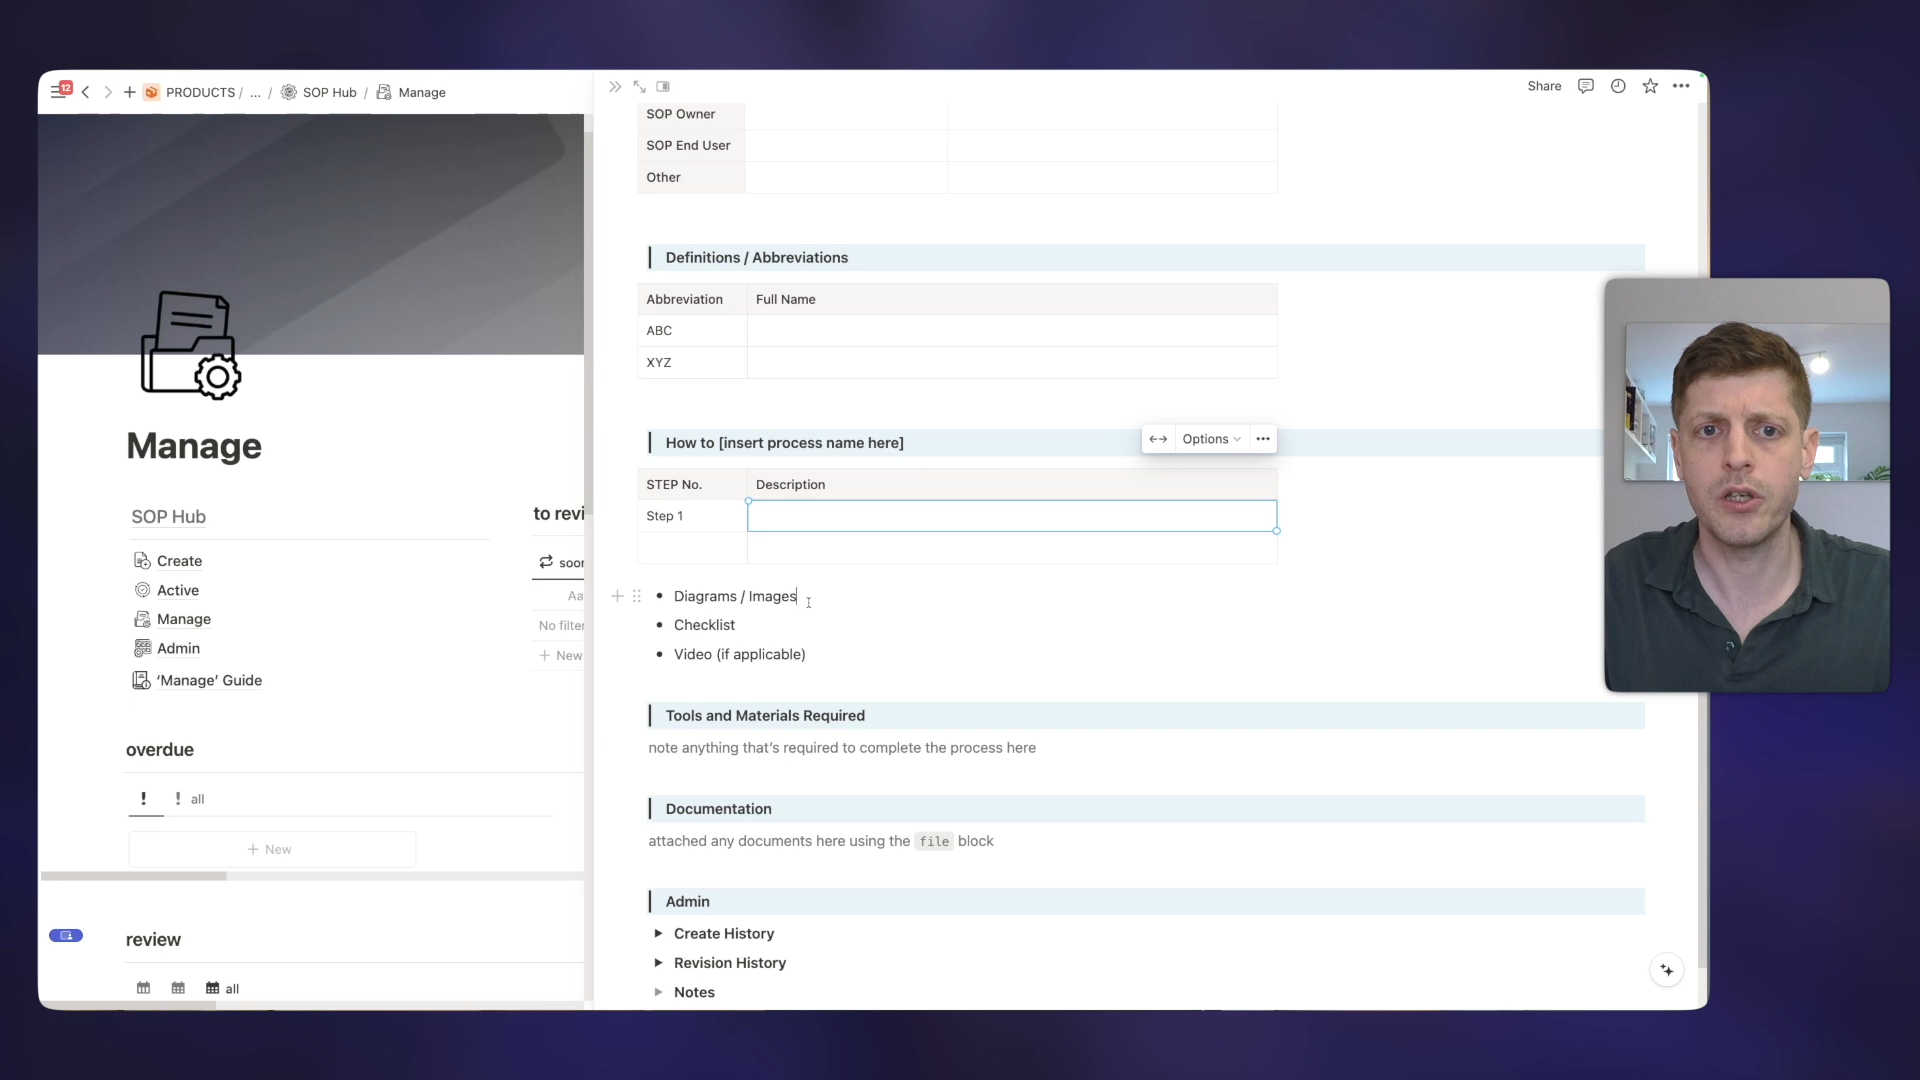 12
PRODUCTS / ... / SOP Hub / Manage
Manage
SOP Hub
Create
Active
Manage
Admin
‘Manage’ Guide
to revi
soon
Aa
No filter
+ New
overdue
! ! all
+ New
review
all
Share
SOP Owner
SOP End User
Other
Definitions / Abbreviations
Abbreviation Full Name
ABC
XYZ
How to [insert process name here]
Options
STEP No. Description
Step 1
• Diagrams / Images
• Checklist
• Video (if applicable)
Tools and Materials Required
note anything that’s required to complete the process here
Documentation
attached any documents here using the file block
Admin
Create History
Revision History
Notes